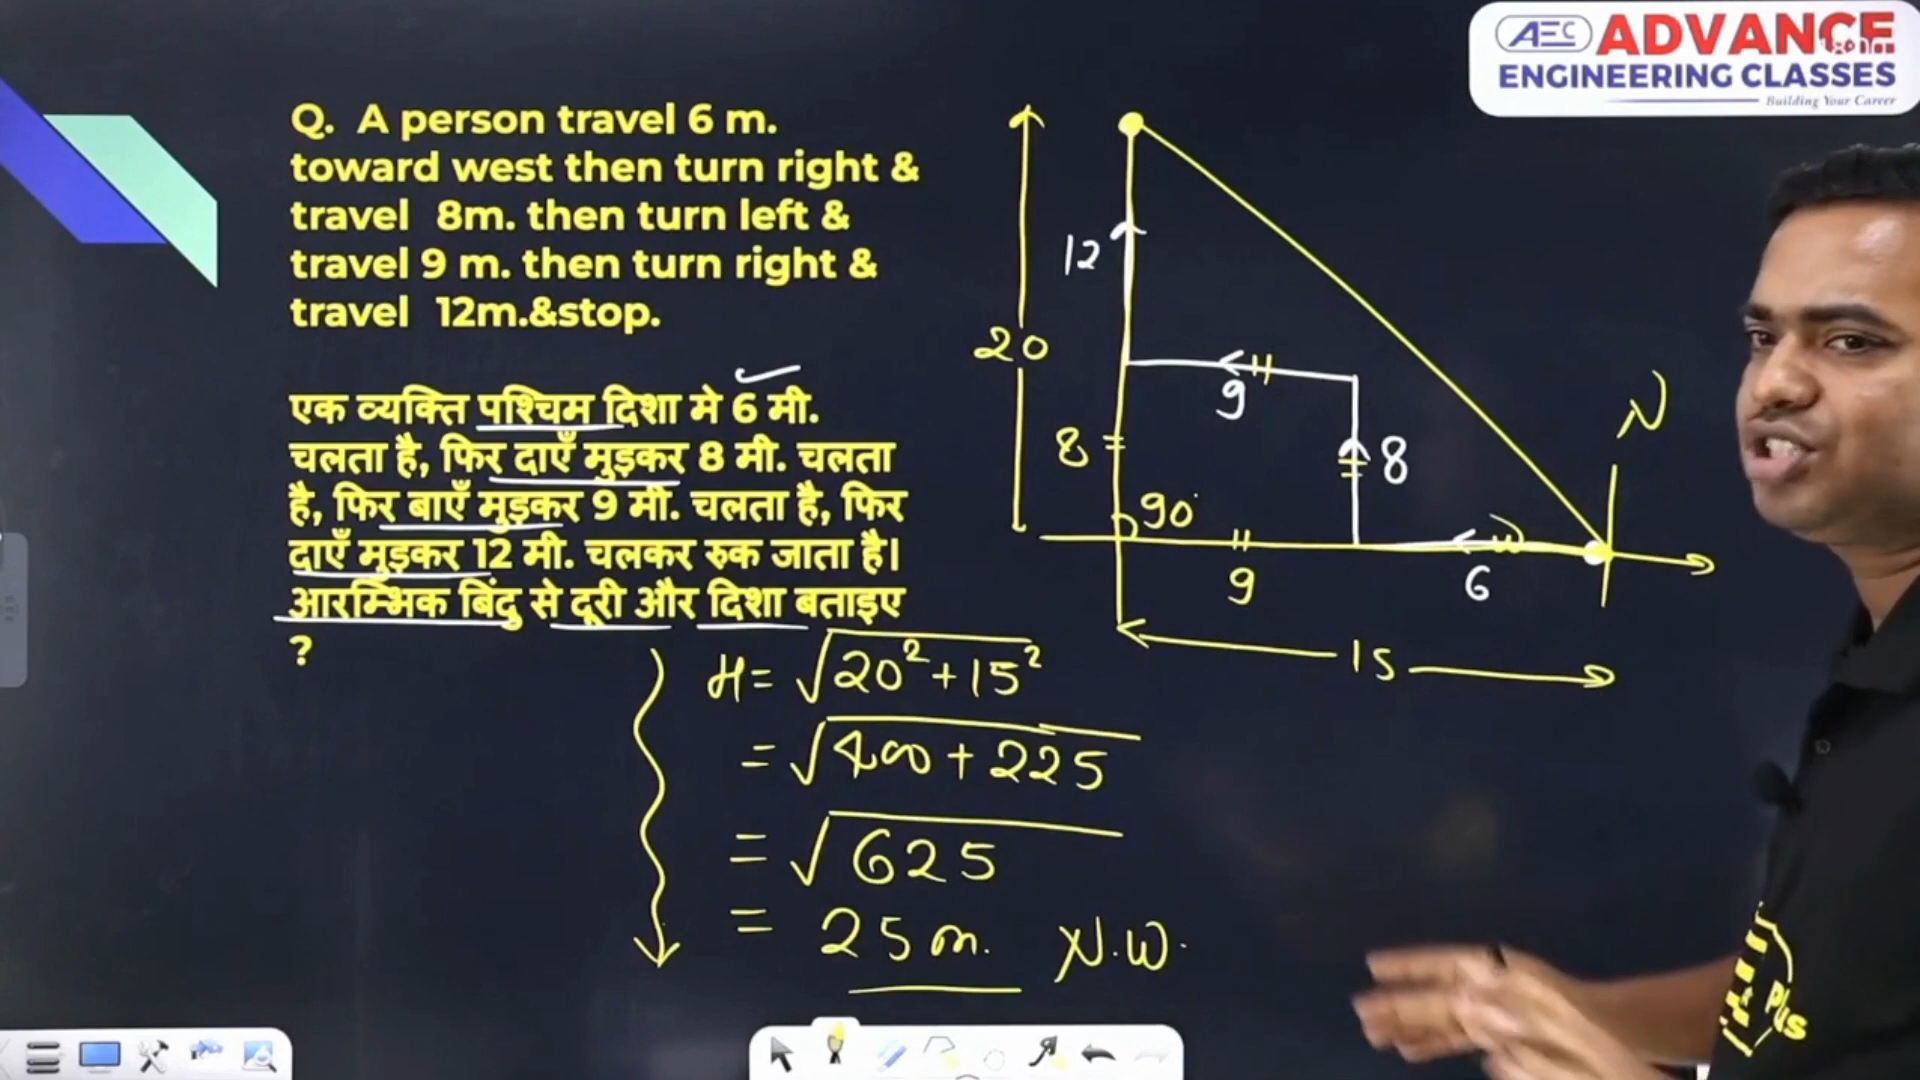 AEC ADVANCE
ENGINEERING CLASSES
Building Your Career
Q. A person travel 6 m.
toward west then turn right &
travel 8m. then turn left &
travel 9 m. then turn right &
travel 12m.&stop.
एक व्यक्ति पश्चिम दिशा मे 6 मी.
चलता है, फिर दाएँ मुड़कर 8 मी. चलता
है, फिर बाएँ मुड़कर 9 मी. चलता है, फिर
दाएँ मुड़कर 12 मी. चलकर रुक जाता है।
आरम्भिक बिंदु से दूरी और दिशा बताइए
?
12
20
9
N
8
8
90°
W
9
6
15
H = √20² + 15²
= √400 + 225
= √625
= 25 m. N.W.
Plus